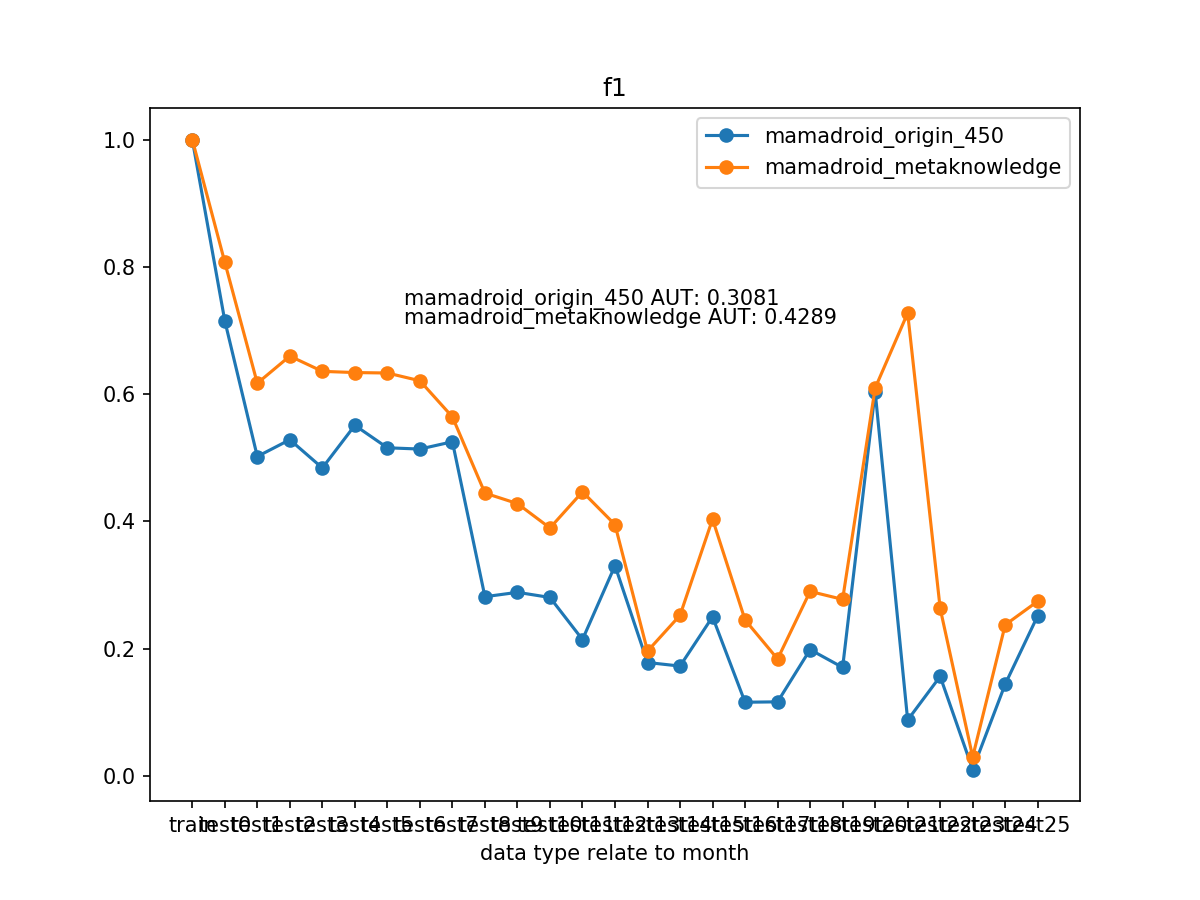 f1
mamadroid_origin_450
mamadroid_metaknowledge
1.0
0.8
mamadroid_origin_450 AUT: 0.3081
mamadroid_metaknowledge AUT: 0.4289
0.6
0.4
0.2
0.0
train test0 test1 test2 test3 test4 test5 test6 test7 test8 test9 test10 test11 test12 test13 test14 test15 test16 test17 test18 test19 test20 test21 test22 test23 test24 test25
data type relate to month